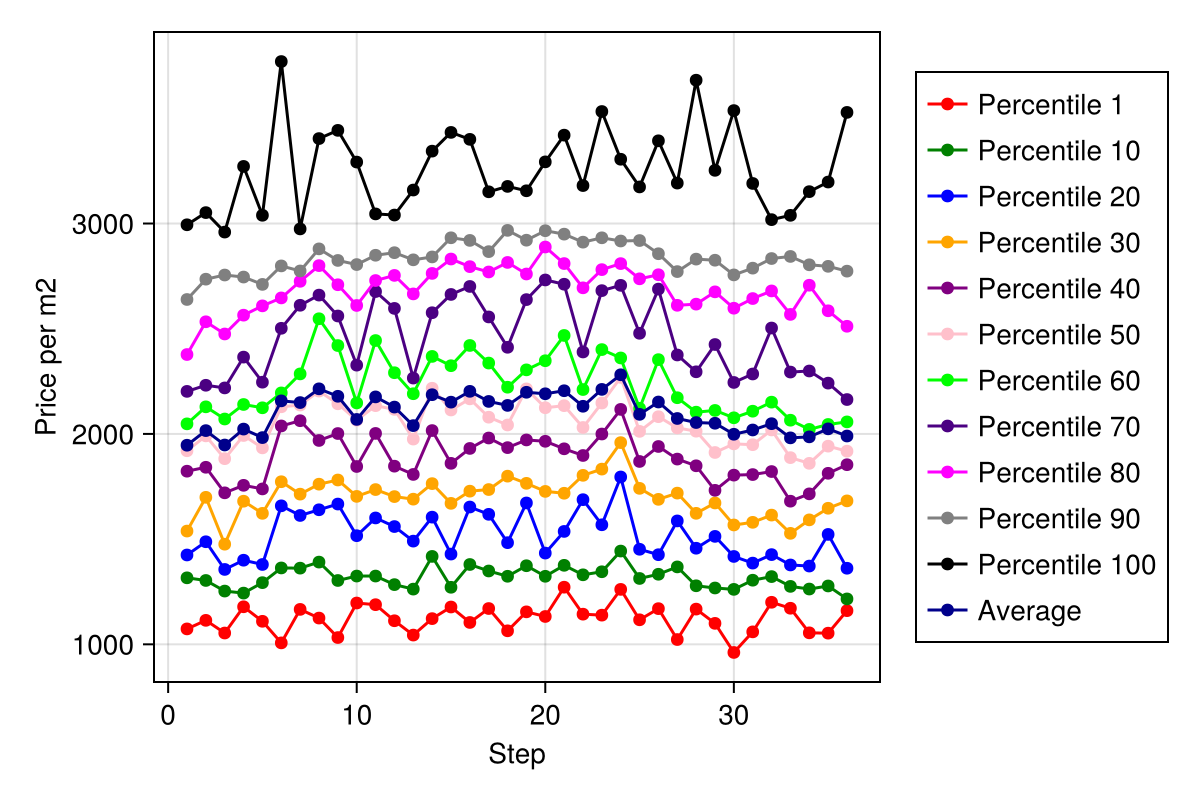 Price per m2
3000
2000
1000
0 10 20 30
Step
Percentile 1
Percentile 10
Percentile 20
Percentile 30
Percentile 40
Percentile 50
Percentile 60
Percentile 70
Percentile 80
Percentile 90
Percentile 100
Average